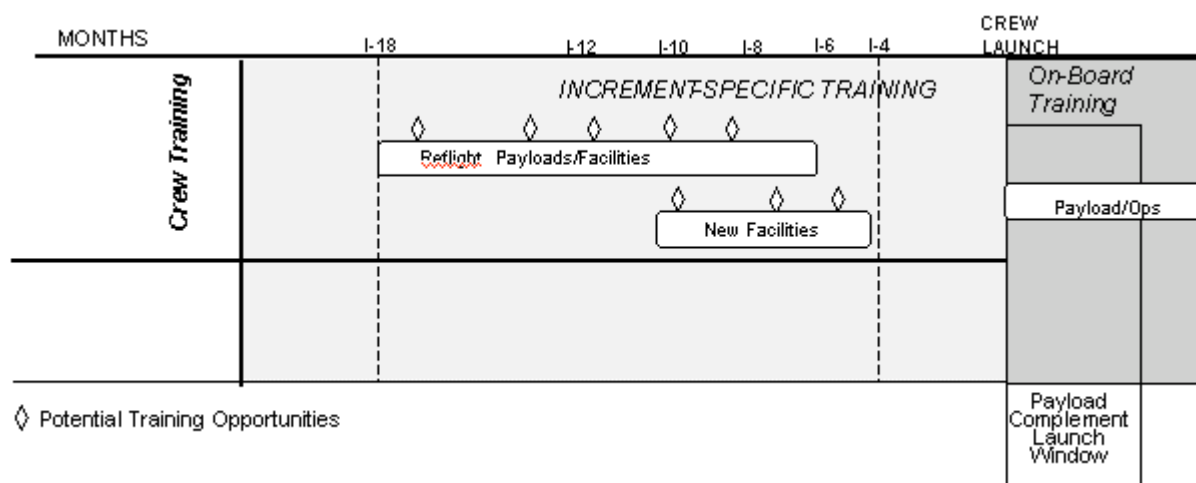 MONTHS
I-18
I-12
I-10
I-8
I-6
I-4
CREW
LAUNCH
Crew Training
INCREMENT-SPECIFIC TRAINING
On-Board
Training
Reflight Payloads/Facilities
New Facilities
Payload/Ops
Potential Training Opportunities
Payload
Complement
Launch
Window